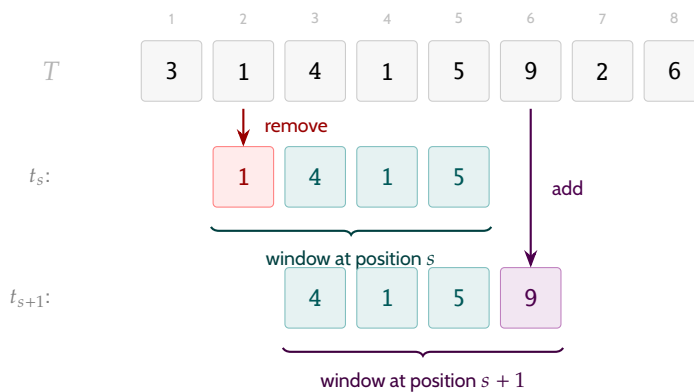 1 2 3 4 5 6 7 8
T 3 1 4 1 5 9 2 6
remove
t_s: 1 4 1 5
add
window at position s
t_{s+1}: 4 1 5 9
window at position s + 1